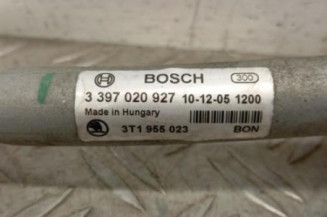 BOSCH 300
3 397 020 927 10-12-05 1200
Made in Hungary
3T1 955 023 BON